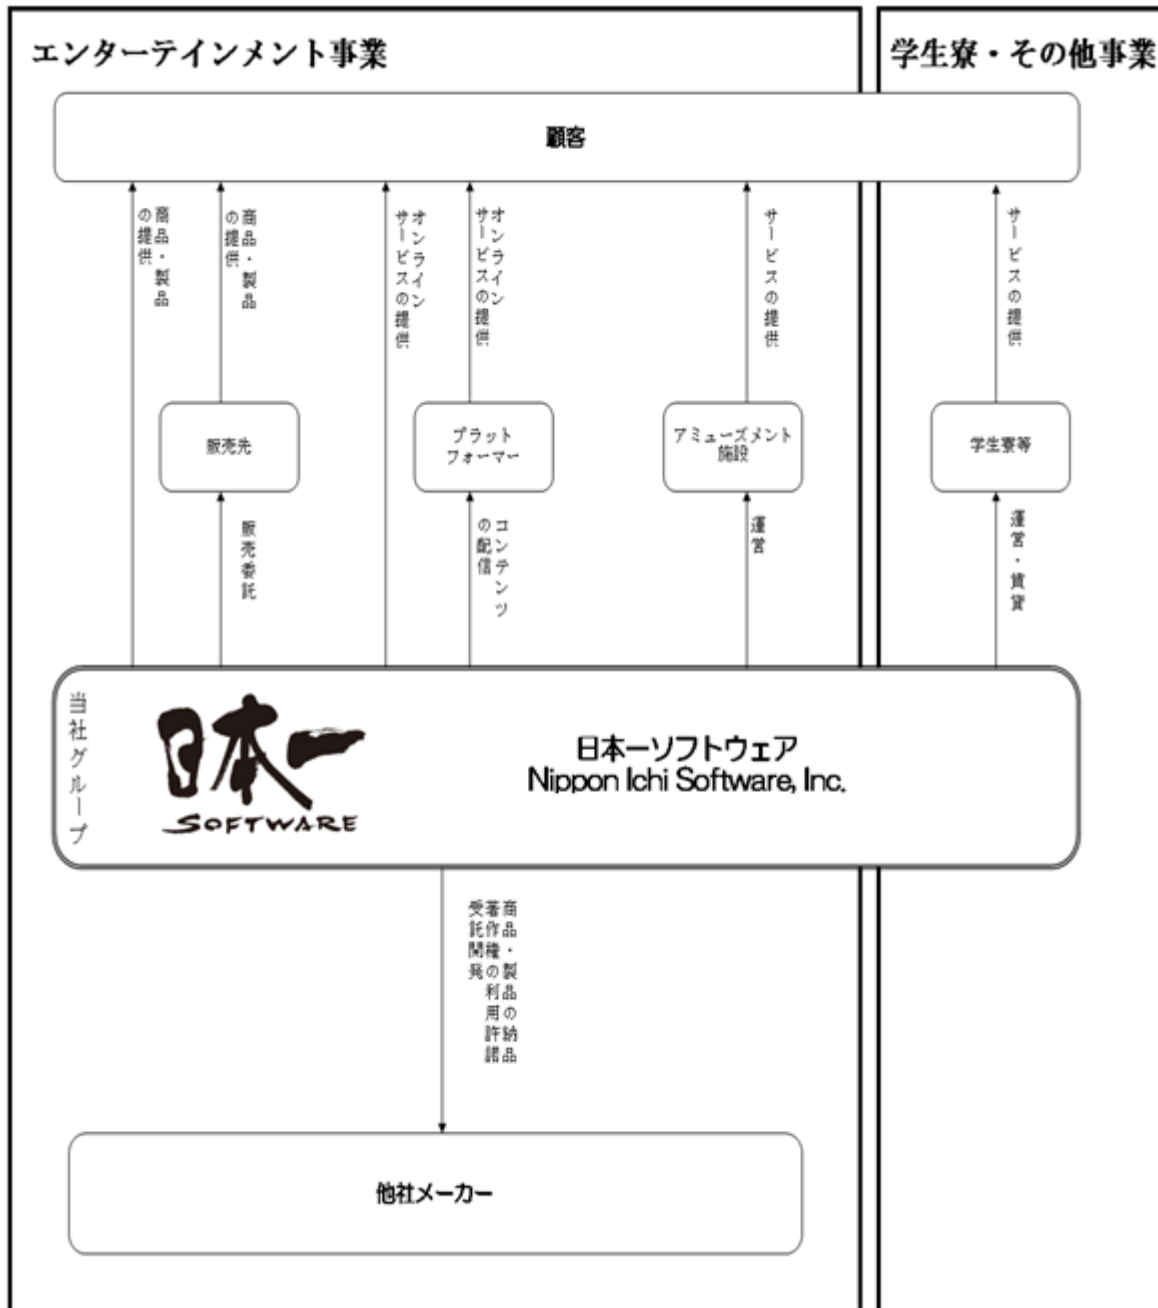 エンターテインメント事業
学生寮・その他事業
顧客
商品・製品
の提供
商品・製品
の提供
オンライン
サービスの提供
オンライン
サービスの提供
サービスの提供
サービスの提供
販売先
プラット
フォーマー
アミューズメント
施設
学生寮等
販売委託
コンテンツ
の配信
運営
運営・賃貸
当社グループ
日本一
SOFTWARE
日本一ソフトウェア
Nippon Ichi Software, Inc.
商品・製品の納品
著作権の利用許諾
受託開発
他社メーカー